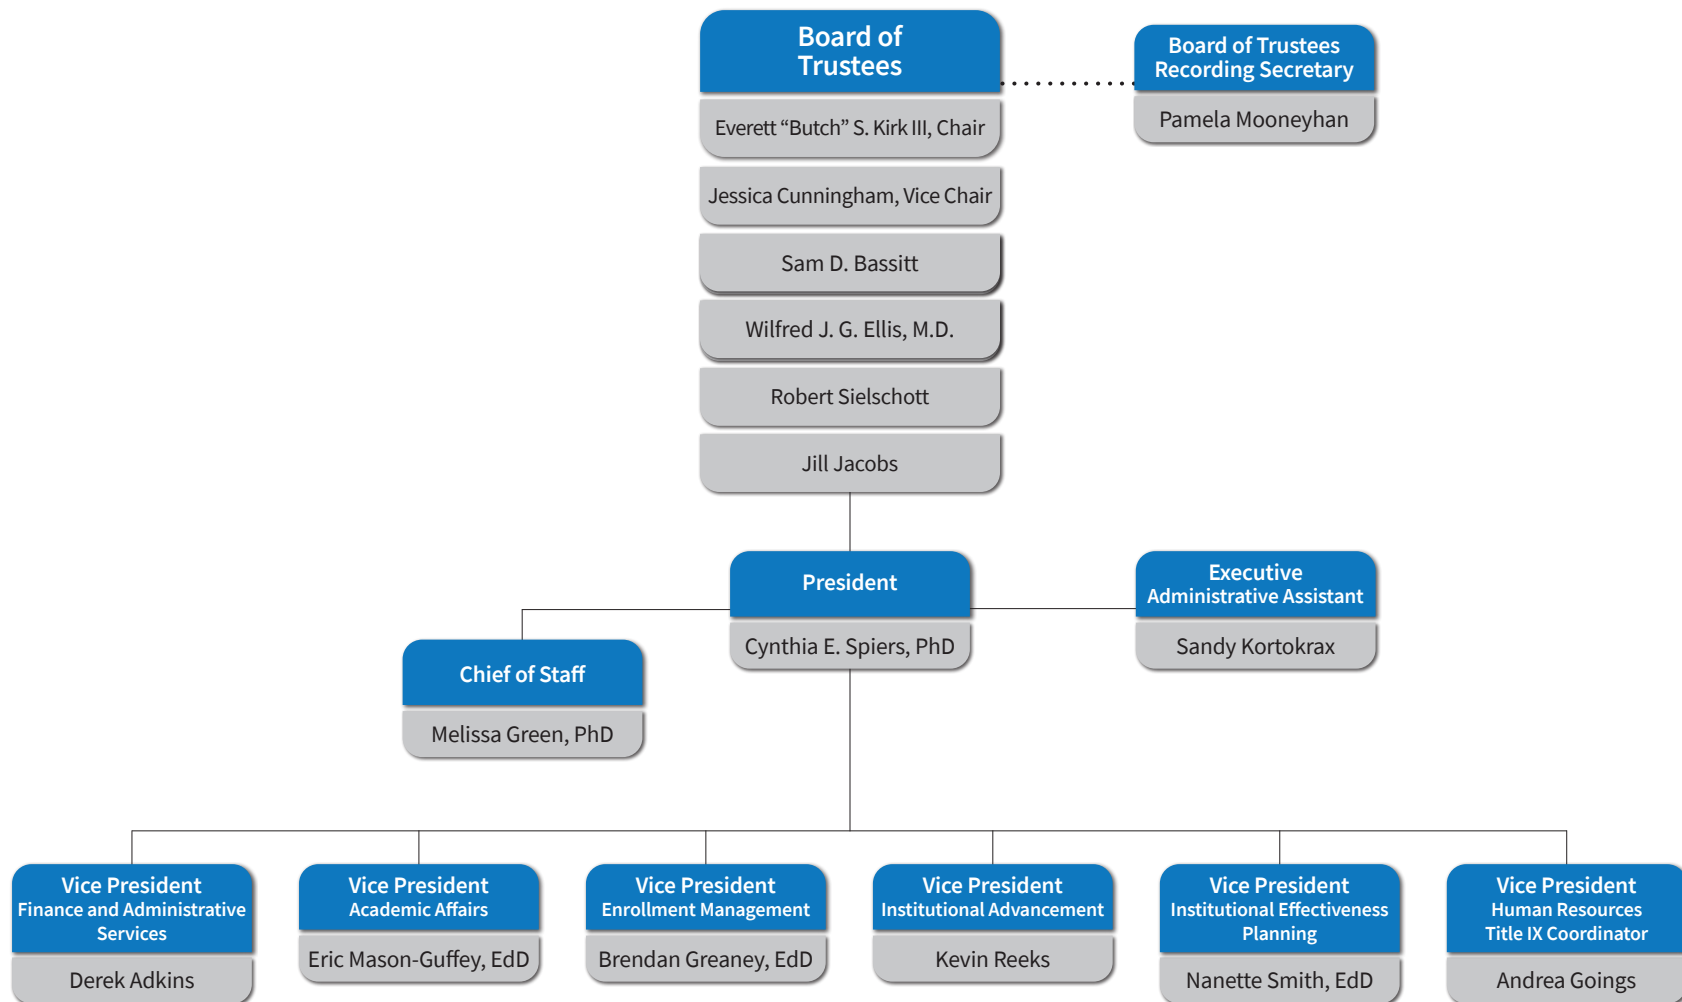 Board of
Trustees
Everett “Butch” S. Kirk III, Chair
Jessica Cunningham, Vice Chair
Sam D. Bassitt
Wilfred J. G. Ellis, M.D.
Robert Sielschott
Jill Jacobs
Board of Trustees
Recording Secretary
Pamela Mooneyhan
President
Cynthia E. Spiers, PhD
Executive
Administrative Assistant
Sandy Kortokrax
Chief of Staff
Melissa Green, PhD
Vice President
Finance and Administrative
Services
Derek Adkins
Vice President
Academic Affairs
Eric Mason-Guffey, EdD
Vice President
Enrollment Management
Brendan Greaney, EdD
Vice President
Institutional Advancement
Kevin Reeks
Vice President
Institutional Effectiveness
Planning
Nanette Smith, EdD
Vice President
Human Resources
Title IX Coordinator
Andrea Goings